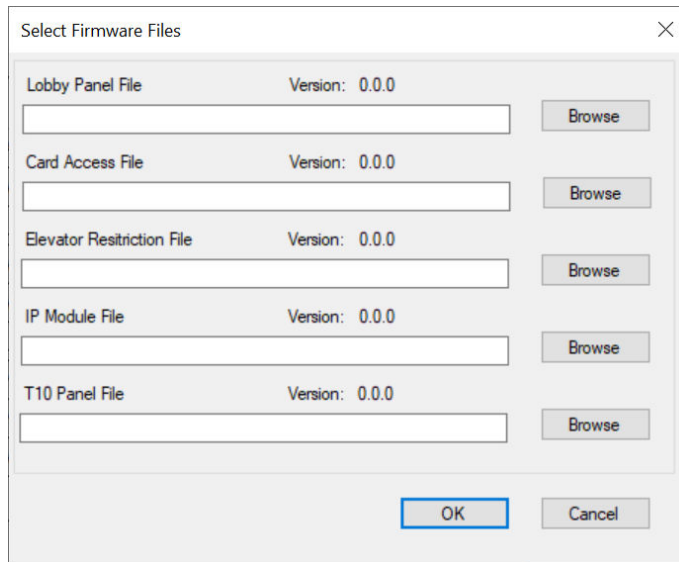 Select Firmware Files
Lobby Panel File Version: 0.0.0
Browse
Card Access File Version: 0.0.0
Browse
Elevator Resitriction File Version: 0.0.0
Browse
IP Module File Version: 0.0.0
Browse
T10 Panel File Version: 0.0.0
Browse
OK Cancel